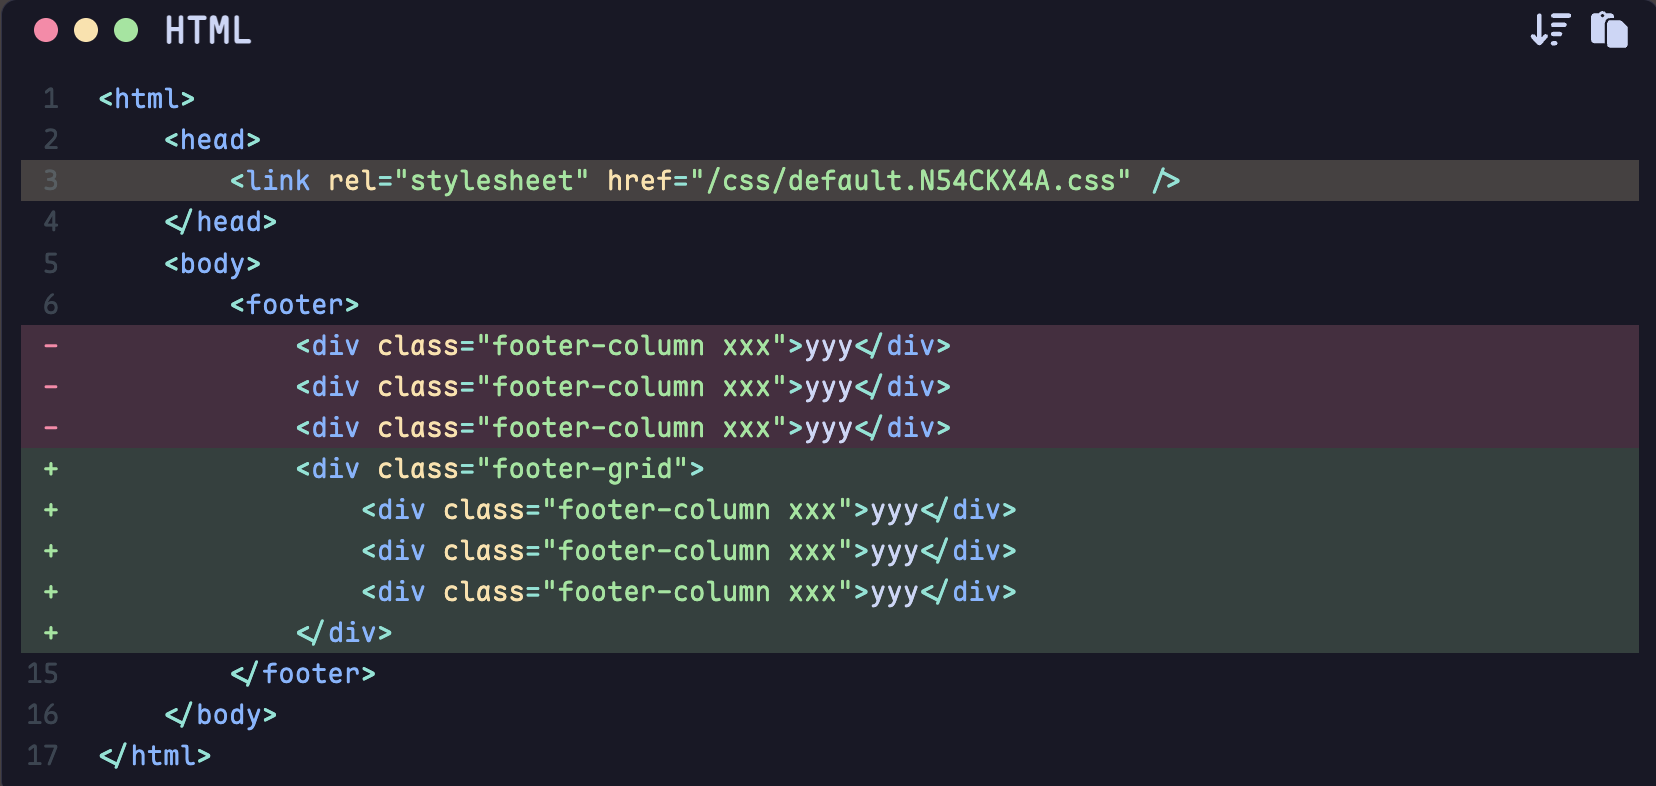 HTML
1 <html>
2     <head>
3         <link rel="stylesheet" href="/css/default.N54CKX4A.css" />
4     </head>
5     <body>
6         <footer>
-             <div class="footer-column xxx">yyy</div>
-             <div class="footer-column xxx">yyy</div>
-             <div class="footer-column xxx">yyy</div>
+             <div class="footer-grid">
+                 <div class="footer-column xxx">yyy</div>
+                 <div class="footer-column xxx">yyy</div>
+                 <div class="footer-column xxx">yyy</div>
+             </div>
15         </footer>
16     </body>
17 </html>